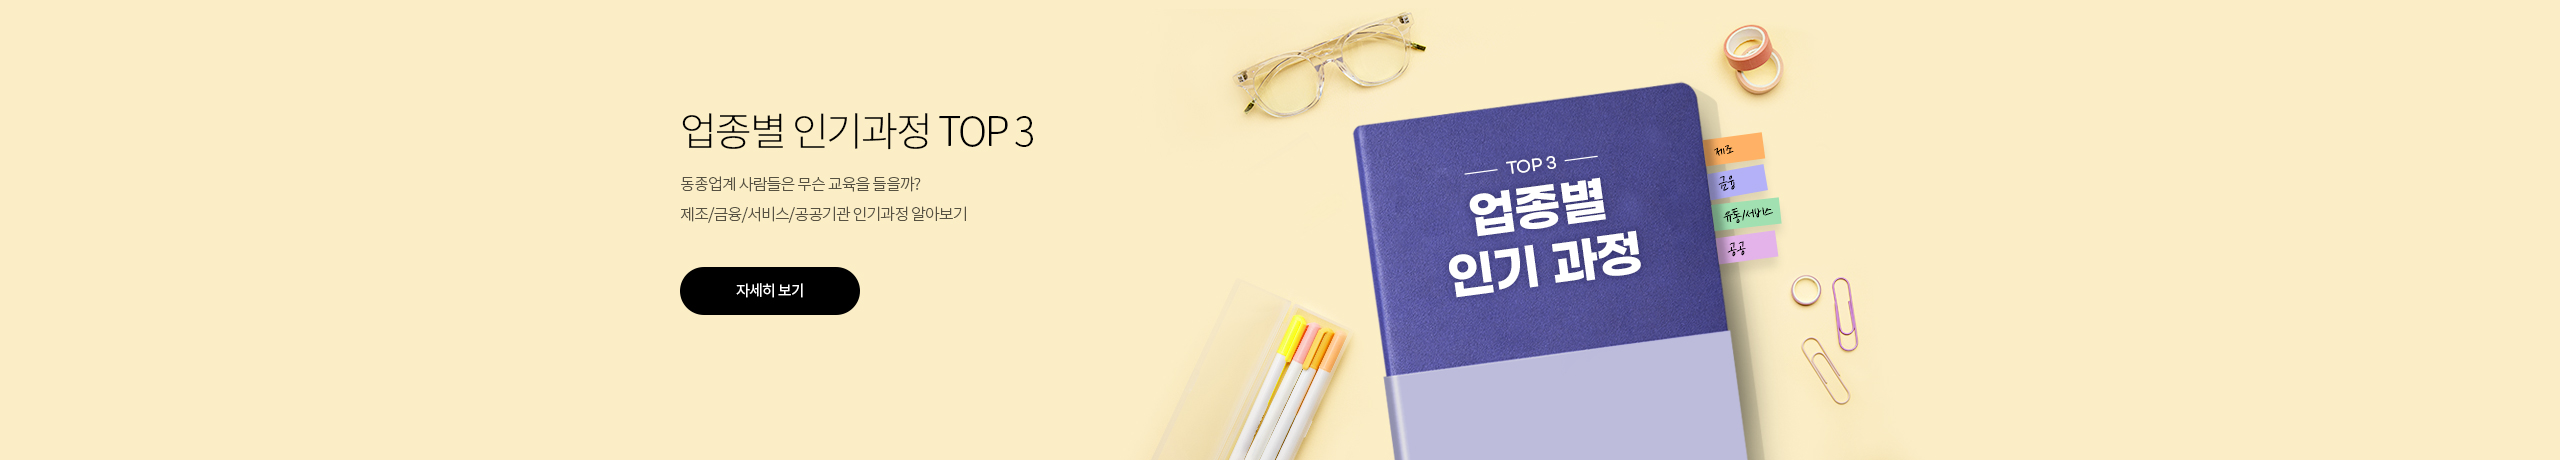 업종별 인기과정 TOP 3
동종업계 사람들은 무슨 교육을 들을까?
제조/금융/서비스/공공기관 인기과정 알아보기
자세히 보기
TOP 3
업종별
인기 과정
제조
금융
유통/서비스
공공